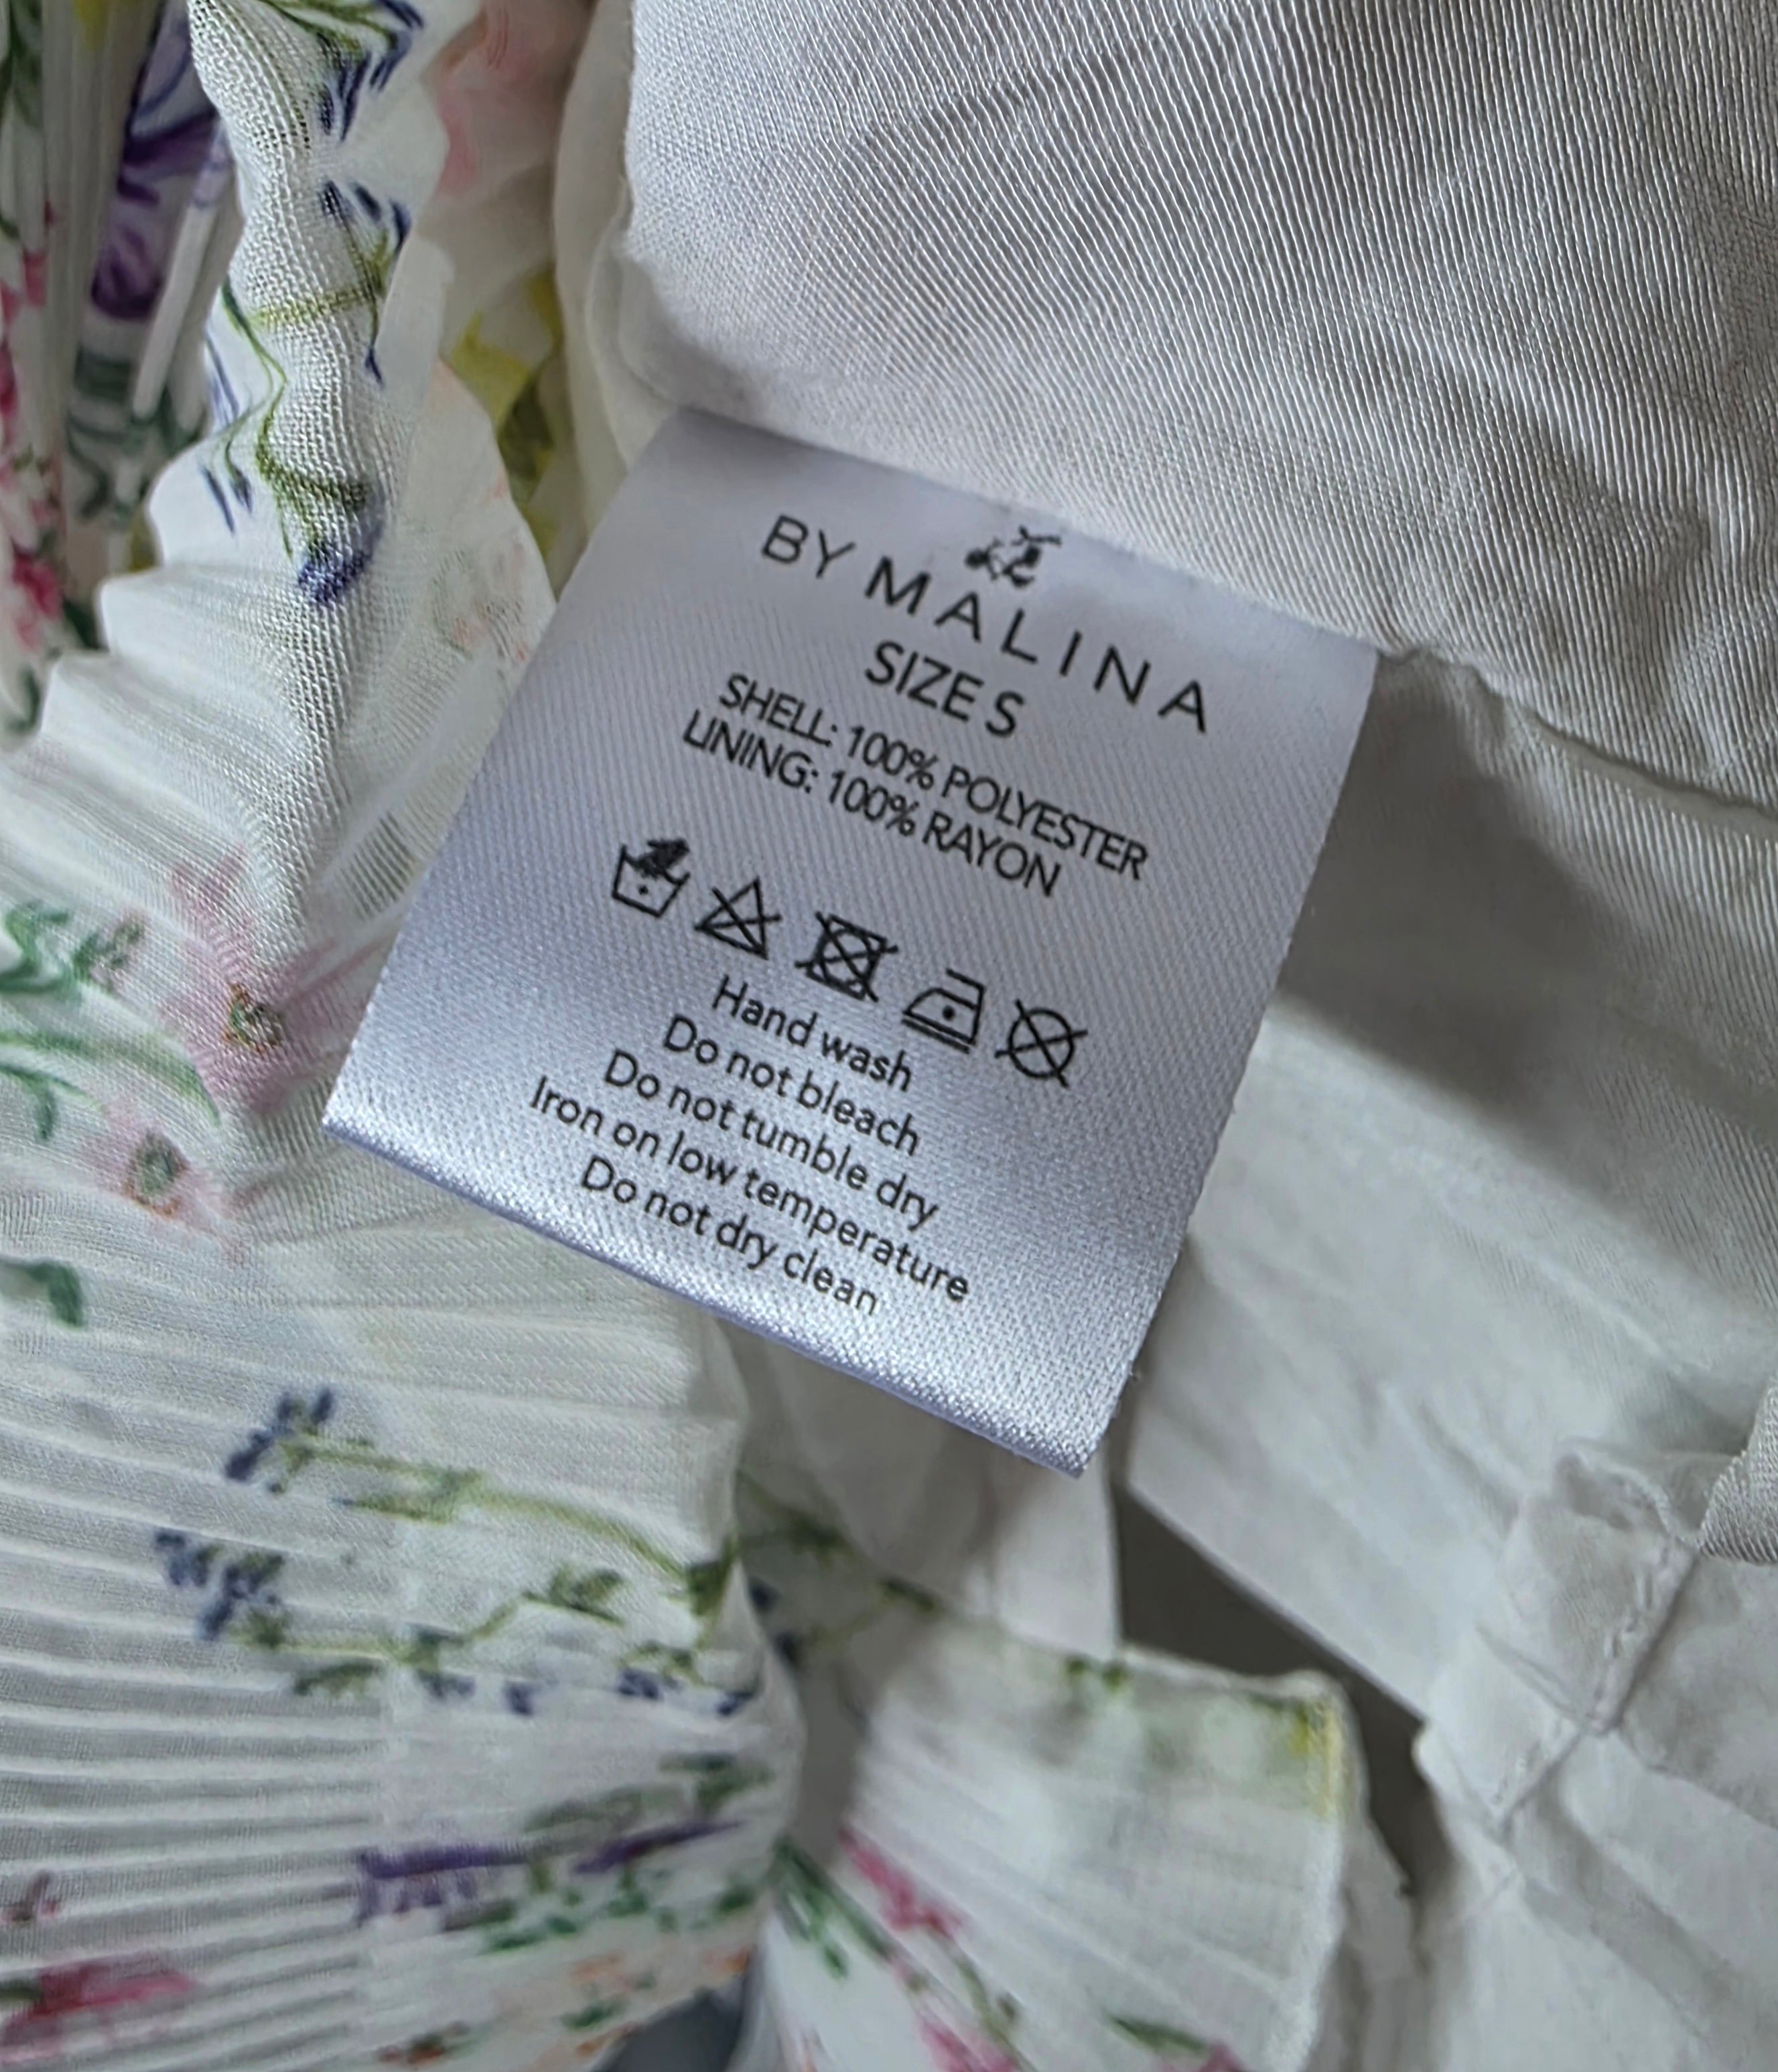 BY MALINA
SIZE S
SHELL: 100% POLYESTER
LINING: 100% RAYON
Hand wash
Do not bleach
Do not tumble dry
Iron on low temperature
Do not dry clean